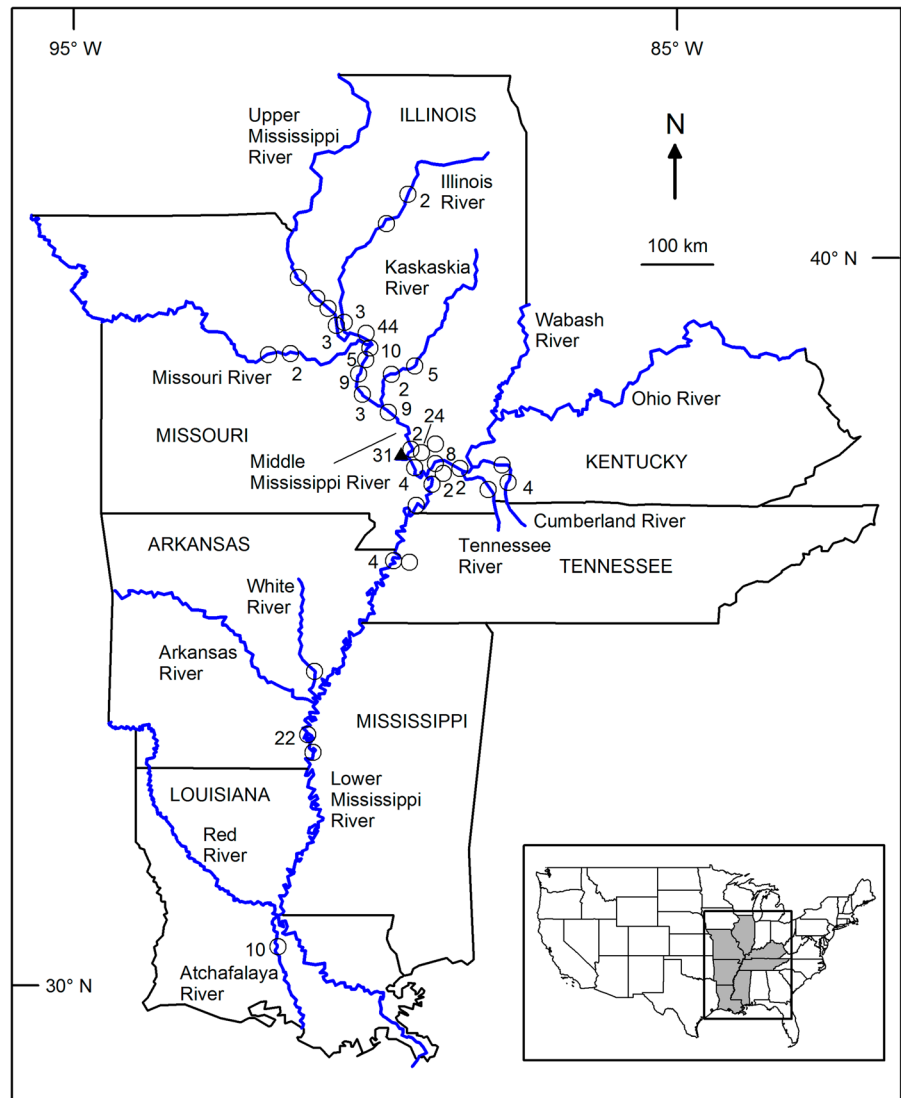 95° W
85° W
Upper
Mississippi
River
ILLINOIS
N
Illinois
River
2
100 km
40° N
Kaskaskia
River
3
44
3
10
Wabash
River
5
5
2
Missouri River
9
2
Ohio River
3
9
24
MISSOURI
2
8
31
Middle
Mississippi River
KENTUCKY
4
2
2
4
Cumberland River
ARKANSAS
Tennessee
River
TENNESSEE
4
White
River
Arkansas
River
MISSISSIPPI
22
LOUISIANA
Lower
Mississippi
River
Red
River
10
Atchafalaya
River
30° N